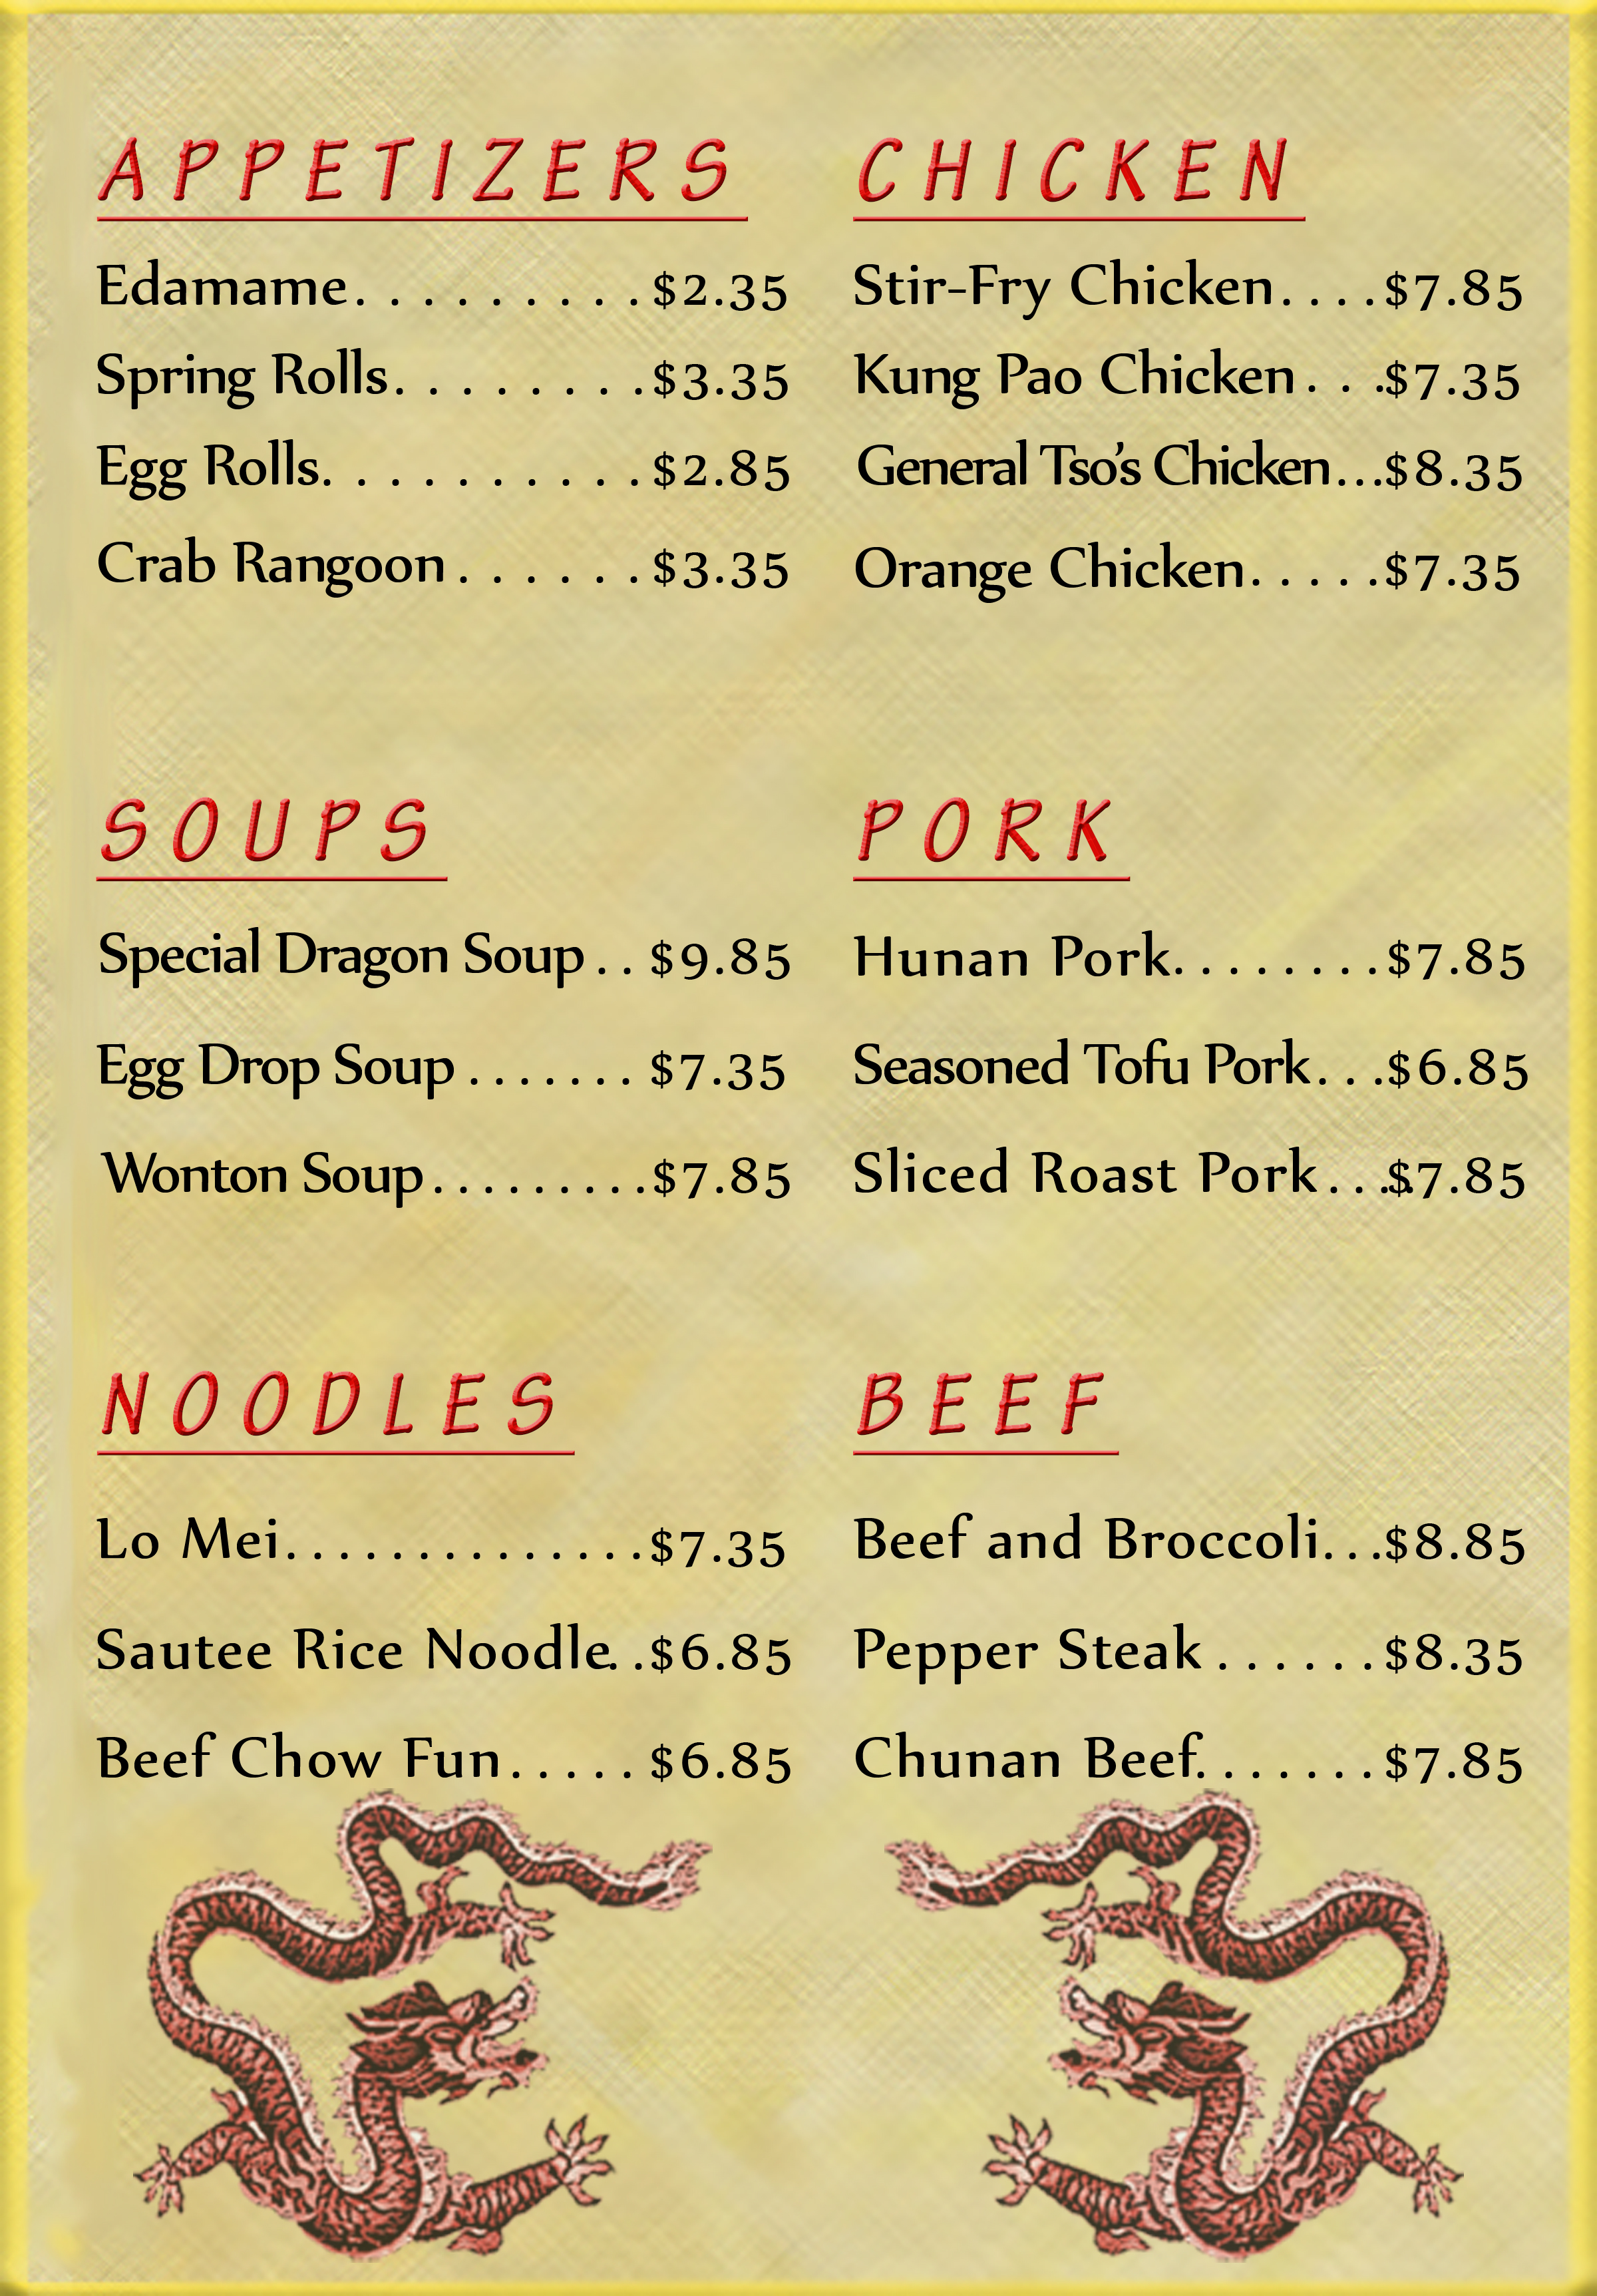 APPETIZERS
Edamame. . . . . . . . . $2.35
Spring Rolls. . . . . . . . $3.35
Egg Rolls. . . . . . . . . . $2.85
Crab Rangoon . . . . . . $3.35
SOUPS
Special Dragon Soup . . $9.85
Egg Drop Soup . . . . . . . $7.35
Wonton Soup . . . . . . . . . $7.85
NOODLES
Lo Mei. . . . . . . . . . . . . . $7.35
Sautee Rice Noodle. . $6.85
Beef Chow Fun . . . . . $6.85
CHICKEN
Stir-Fry Chicken. . . . $7.85
Kung Pao Chicken . . . $7.35
General Tso's Chicken...$8.35
Orange Chicken. . . . . $7.35
PORK
Hunan Pork. . . . . . . . $7.85
Seasoned Tofu Pork. . . $6.85
Sliced Roast Pork . . . . . $7.85
BEEF
Beef and Broccoli. . . $8.85
Pepper Steak . . . . . . $8.35
Chunan Beef. . . . . . . $7.85